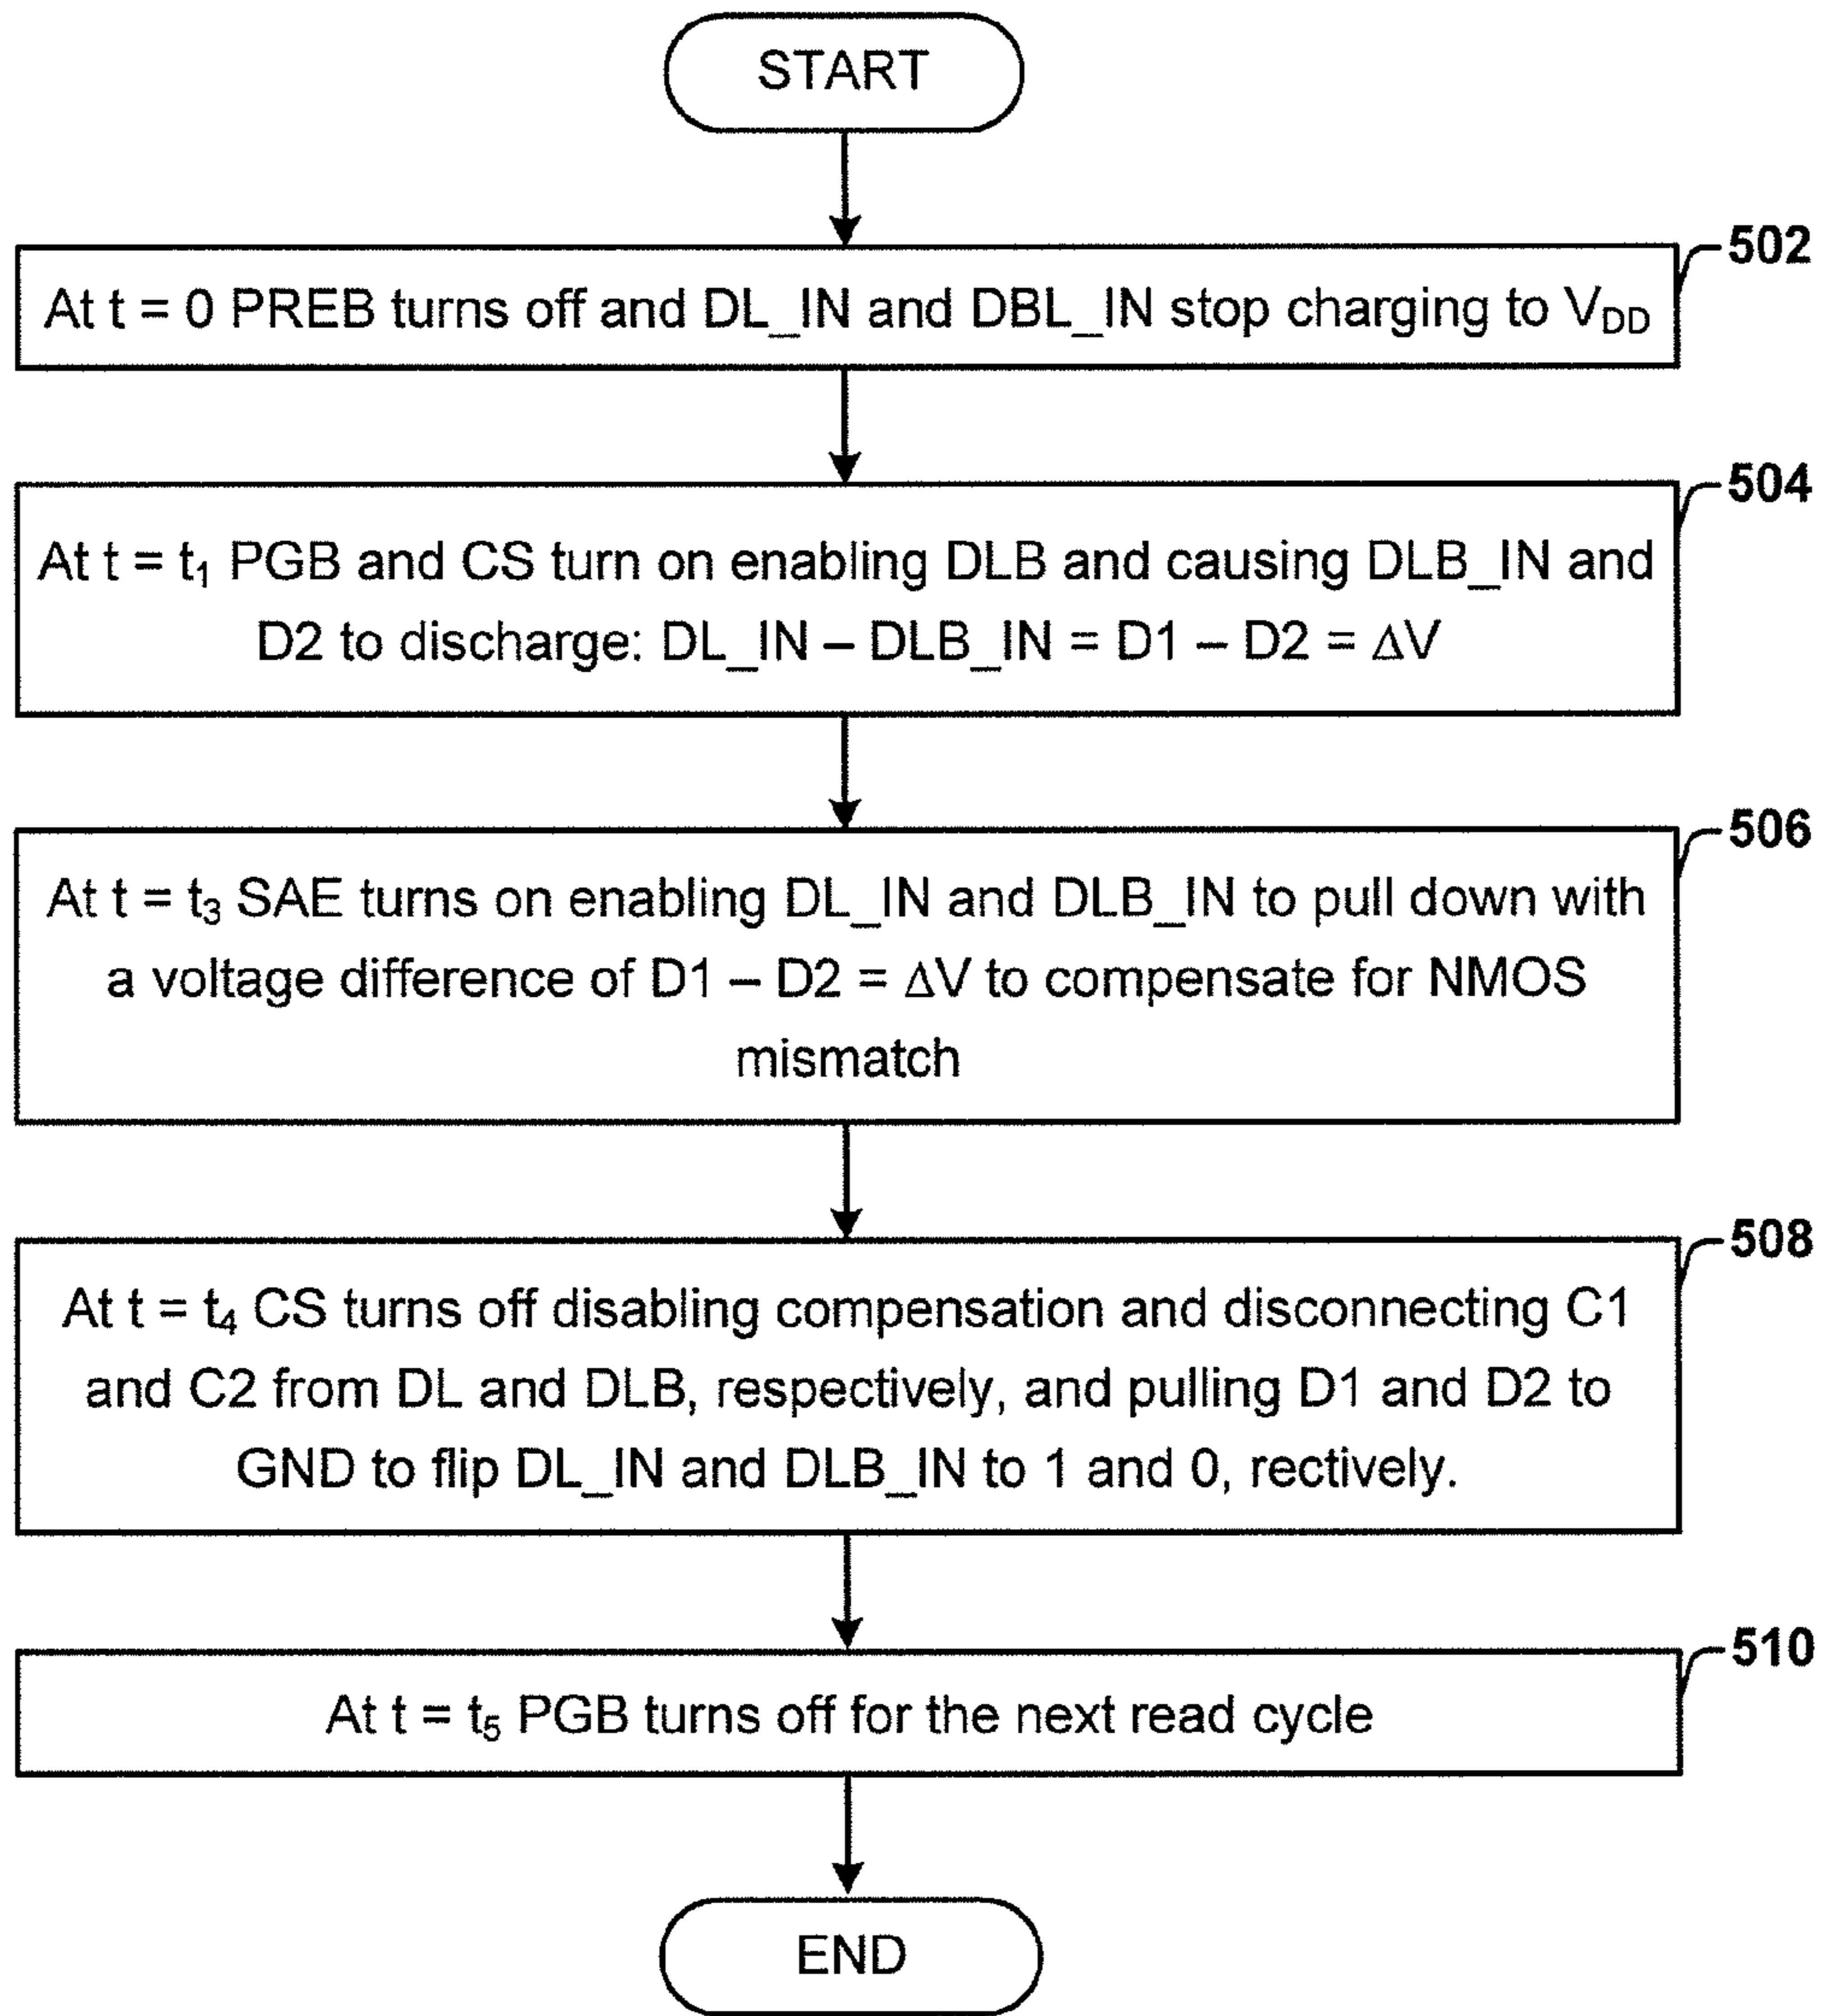 START
502
At t = 0 PREB turns off and DL_IN and DBL_IN stop charging to V_DD
504
At t = t₁ PGB and CS turn on enabling DLB and causing DLB_IN and
D2 to discharge: DL_IN – DLB_IN = D1 – D2 = ΔV
506
At t = t₃ SAE turns on enabling DL_IN and DLB_IN to pull down with
a voltage difference of D1 – D2 = ΔV to compensate for NMOS
mismatch
508
At t = t₄ CS turns off disabling compensation and disconnecting C1
and C2 from DL and DLB, respectively, and pulling D1 and D2 to
GND to flip DL_IN and DLB_IN to 1 and 0, rectively.
510
At t = t₅ PGB turns off for the next read cycle
END